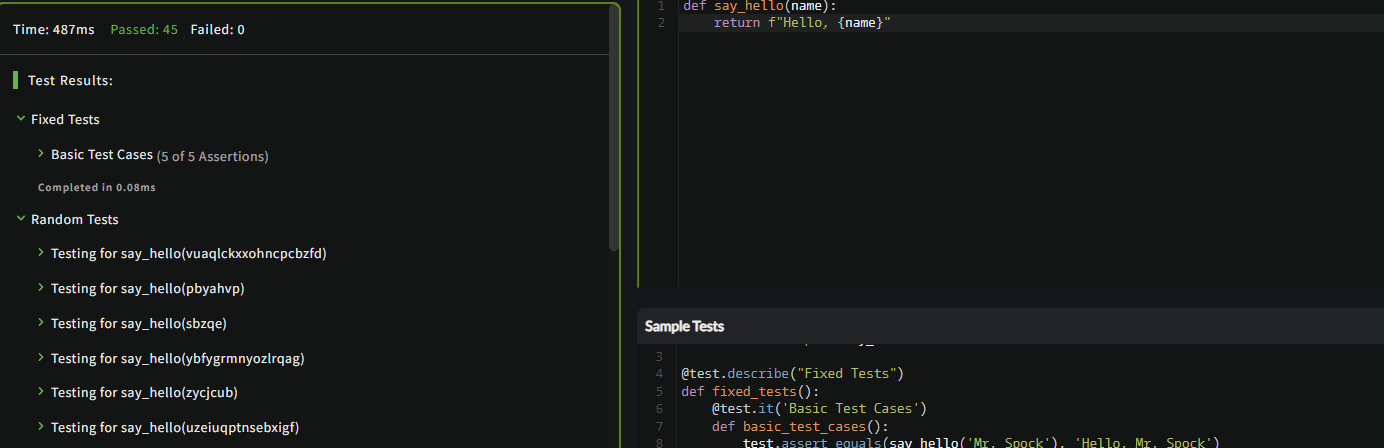 Time: 487ms Passed: 45 Failed: 0
Test Results:
Fixed Tests
Basic Test Cases (5 of 5 Assertions)
Completed in 0.08ms
Random Tests
Testing for say_hello(vuaqlckxxohncpcbzfd)
Testing for say_hello(pbyahvp)
Testing for say_hello(sbzqe)
Testing for say_hello(ybfygrmnyozlrqag)
Testing for say_hello(zycjcub)
Testing for say_hello(uzeiuqptnsebxigf)
1 def say_hello(name):
2 return f"Hello, {name}"
Sample Tests
3
4 @test.describe("Fixed Tests")
5 def fixed_tests():
6 @test.it('Basic Test Cases')
7 def basic_test_cases():
8 test.assert_equals(say_hello('Mr. Spock'), 'Hello, Mr. Spock')